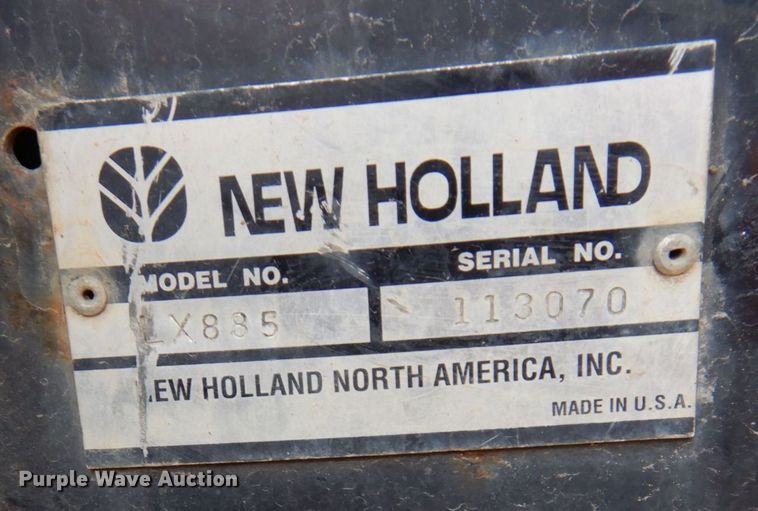 NEW HOLLAND
MODEL NO. SERIAL NO.
LX885 113070
NEW HOLLAND NORTH AMERICA, INC.
MADE IN U.S.A.
Purple Wave Auction